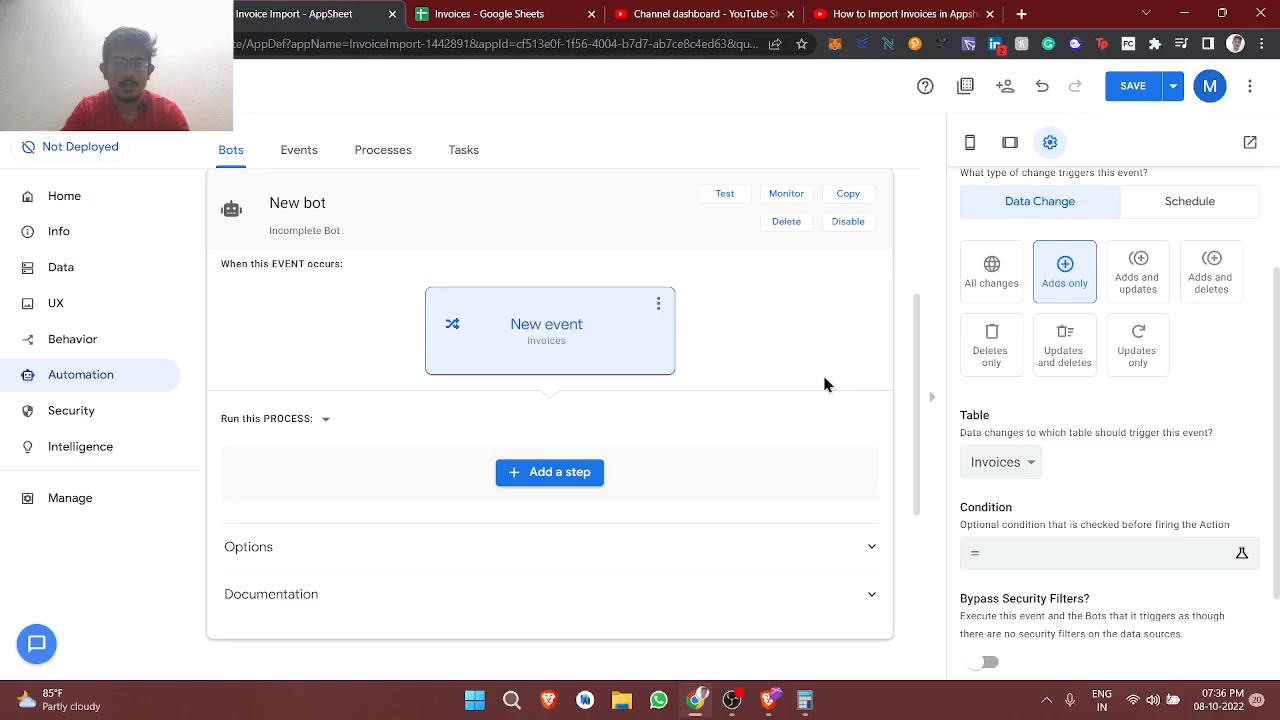 Invoice Import - AppSheet
Invoices - Google Sheets
Channel dashboard - YouTube St
How to Import Invoices in Appsh
te/AppDef?appName=InvoiceImport-1442891&appId=cf513e0f-1f56-4004-b7d7-ab7ce8c4ed63&qu...
SAVE
M
Not Deployed
Home
Info
Data
UX
Behavior
Automation
Security
Intelligence
Manage
Bots
Events
Processes
Tasks
New bot
Incomplete Bot
Test
Monitor
Copy
Delete
Disable
When this EVENT occurs:
New event
Invoices
Run this PROCESS:
+ Add a step
Options
Documentation
What type of change triggers this event?
Data Change
Schedule
All changes
Adds only
Adds and
updates
Adds and
deletes
Deletes
only
Updates
and deletes
Updates
only
Table
Data changes to which table should trigger this event?
Invoices
Condition
Optional condition that is checked before firing the Action
=
Bypass Security Filters?
Execute this event and the Bots that it triggers as though
there are no security filters on the data sources.
85°F
Partly cloudy
ENG
IN
07:36 PM
08-10-2022
20